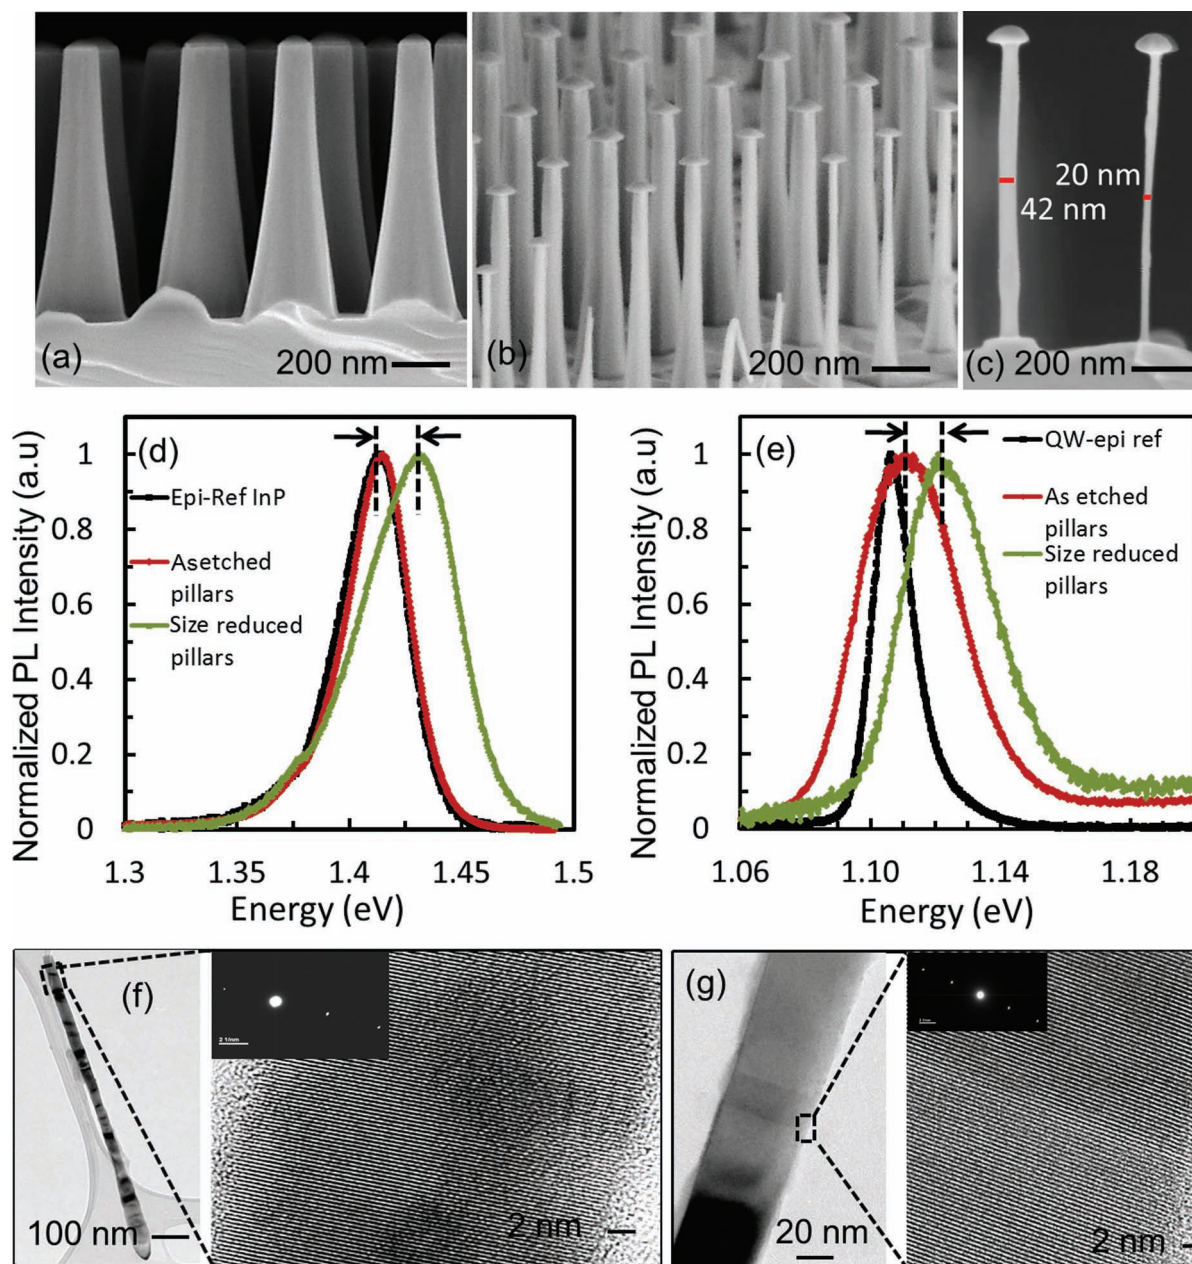 (a)
200 nm
(b)
200 nm
20 nm
42 nm
(c)
200 nm
Normalized PL Intensity (a.u)
(d)
Epi-Ref InP
Asetched
pillars
Size reduced
pillars
1
0.8
0.6
0.4
0.2
0
1.3
1.35
1.4
1.45
1.5
Energy (eV)
Normalized PL Intensity (a.u)
(e)
QW-epi ref
As etched
pillars
Size reduced
pillars
1
0.8
0.6
0.4
0.2
0
1.06
1.10
1.14
1.18
Energy (eV)
(f)
100 nm
2 1/nm
2 nm
(g)
20 nm
2 nm